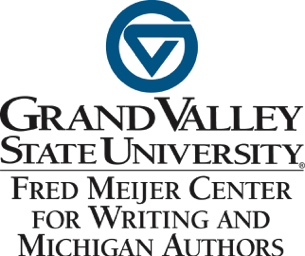 GRAND VALLEY
STATE UNIVERSITY®
FRED MEIJER CENTER
FOR WRITING AND
MICHIGAN AUTHORS